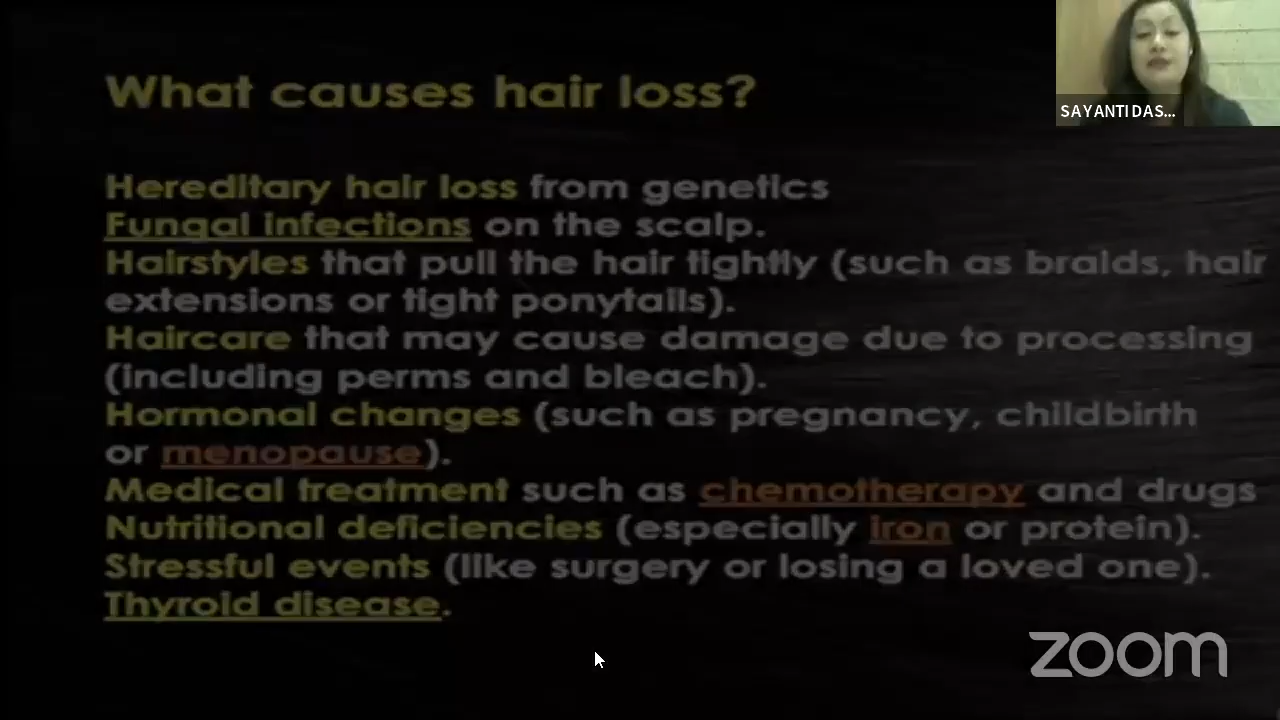 What causes hair loss?
SAYANTI DAS...
Hereditary hair loss from genetics
Fungal infections on the scalp.
Hairstyles that pull the hair tightly (such as braids, hair
extensions or tight ponytails).
Haircare that may cause damage due to processing
(including perms and bleach).
Hormonal changes (such as pregnancy, childbirth
or menopause).
Medical treatment such as chemotherapy and drugs
Nutritional deficiencies (especially iron or protein).
Stressful events (like surgery or losing a loved one).
Thyroid disease.
zoom